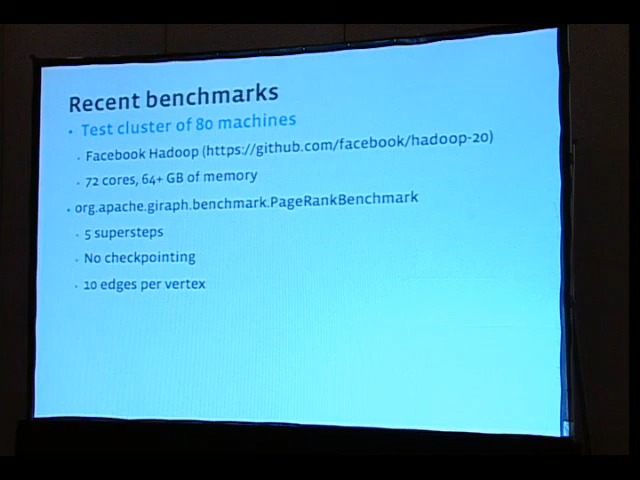 Recent benchmarks
• Test cluster of 80 machines
• Facebook Hadoop (https://github.com/facebook/hadoop-20)
• 72 cores, 64+ GB of memory
• org.apache.giraph.benchmark.PageRankBenchmark
• 5 supersteps
• No checkpointing
• 10 edges per vertex